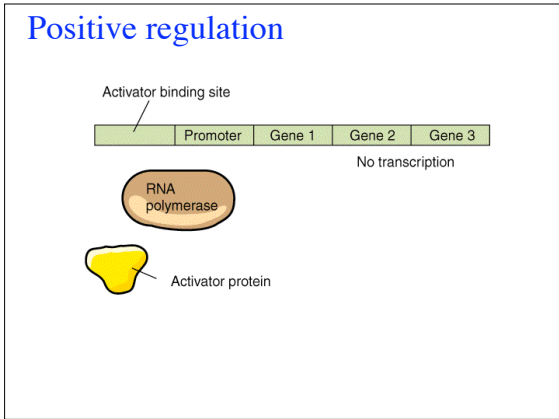 Positive regulation
Activator binding site
Promoter Gene 1 Gene 2 Gene 3
No transcription
RNA
polymerase
Activator protein